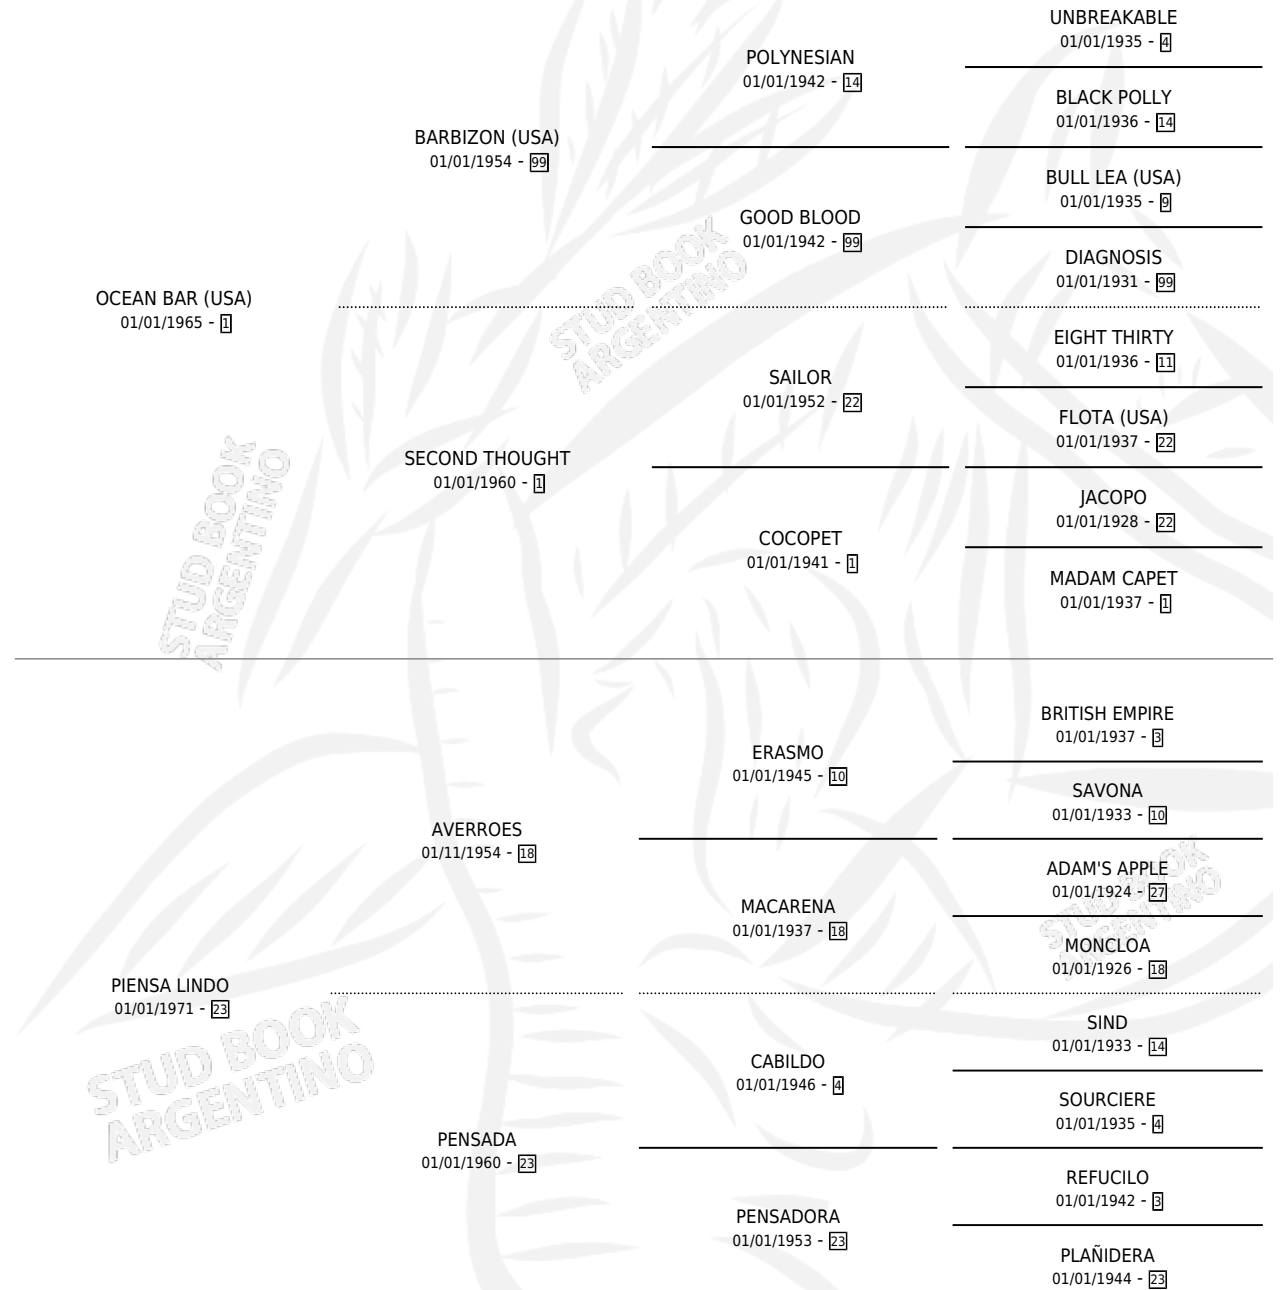 UNBREAKABLE
01/01/1935 - 4
POLYNESIAN
01/01/1942 - 14
BLACK POLLY
01/01/1936 - 14
BARBIZON (USA)
01/01/1954 - 99
BULL LEA (USA)
01/01/1935 - 9
GOOD BLOOD
01/01/1942 - 99
DIAGNOSIS
01/01/1931 - 99
OCEAN BAR (USA)
01/01/1965 - 1
EIGHT THIRTY
01/01/1936 - 11
SAILOR
01/01/1952 - 22
FLOTA (USA)
01/01/1937 - 22
SECOND THOUGHT
01/01/1960 - 1
JACOPO
01/01/1928 - 22
COCOPET
01/01/1941 - 1
MADAM CAPET
01/01/1937 - 1
BRITISH EMPIRE
01/01/1937 - 3
ERASMO
01/01/1945 - 10
SAVONA
01/01/1933 - 10
AVERROES
01/11/1954 - 18
ADAM'S APPLE
01/01/1924 - 27
MACARENA
01/01/1937 - 18
MONCLOA
01/01/1926 - 18
PIENSA LINDO
01/01/1971 - 23
SIND
01/01/1933 - 14
CABILDO
01/01/1946 - 4
SOURCIERE
01/01/1935 - 4
PENSADA
01/01/1960 - 23
REFUCILO
01/01/1942 - 3
PENSADORA
01/01/1953 - 23
PLAÑIDERA
01/01/1944 - 23
STUD BOOK
ARGENTINO
STUD BOOK
ARGENTINO
STUD BOOK
ARGENTINO
STUD BOOK
ARGENTINO